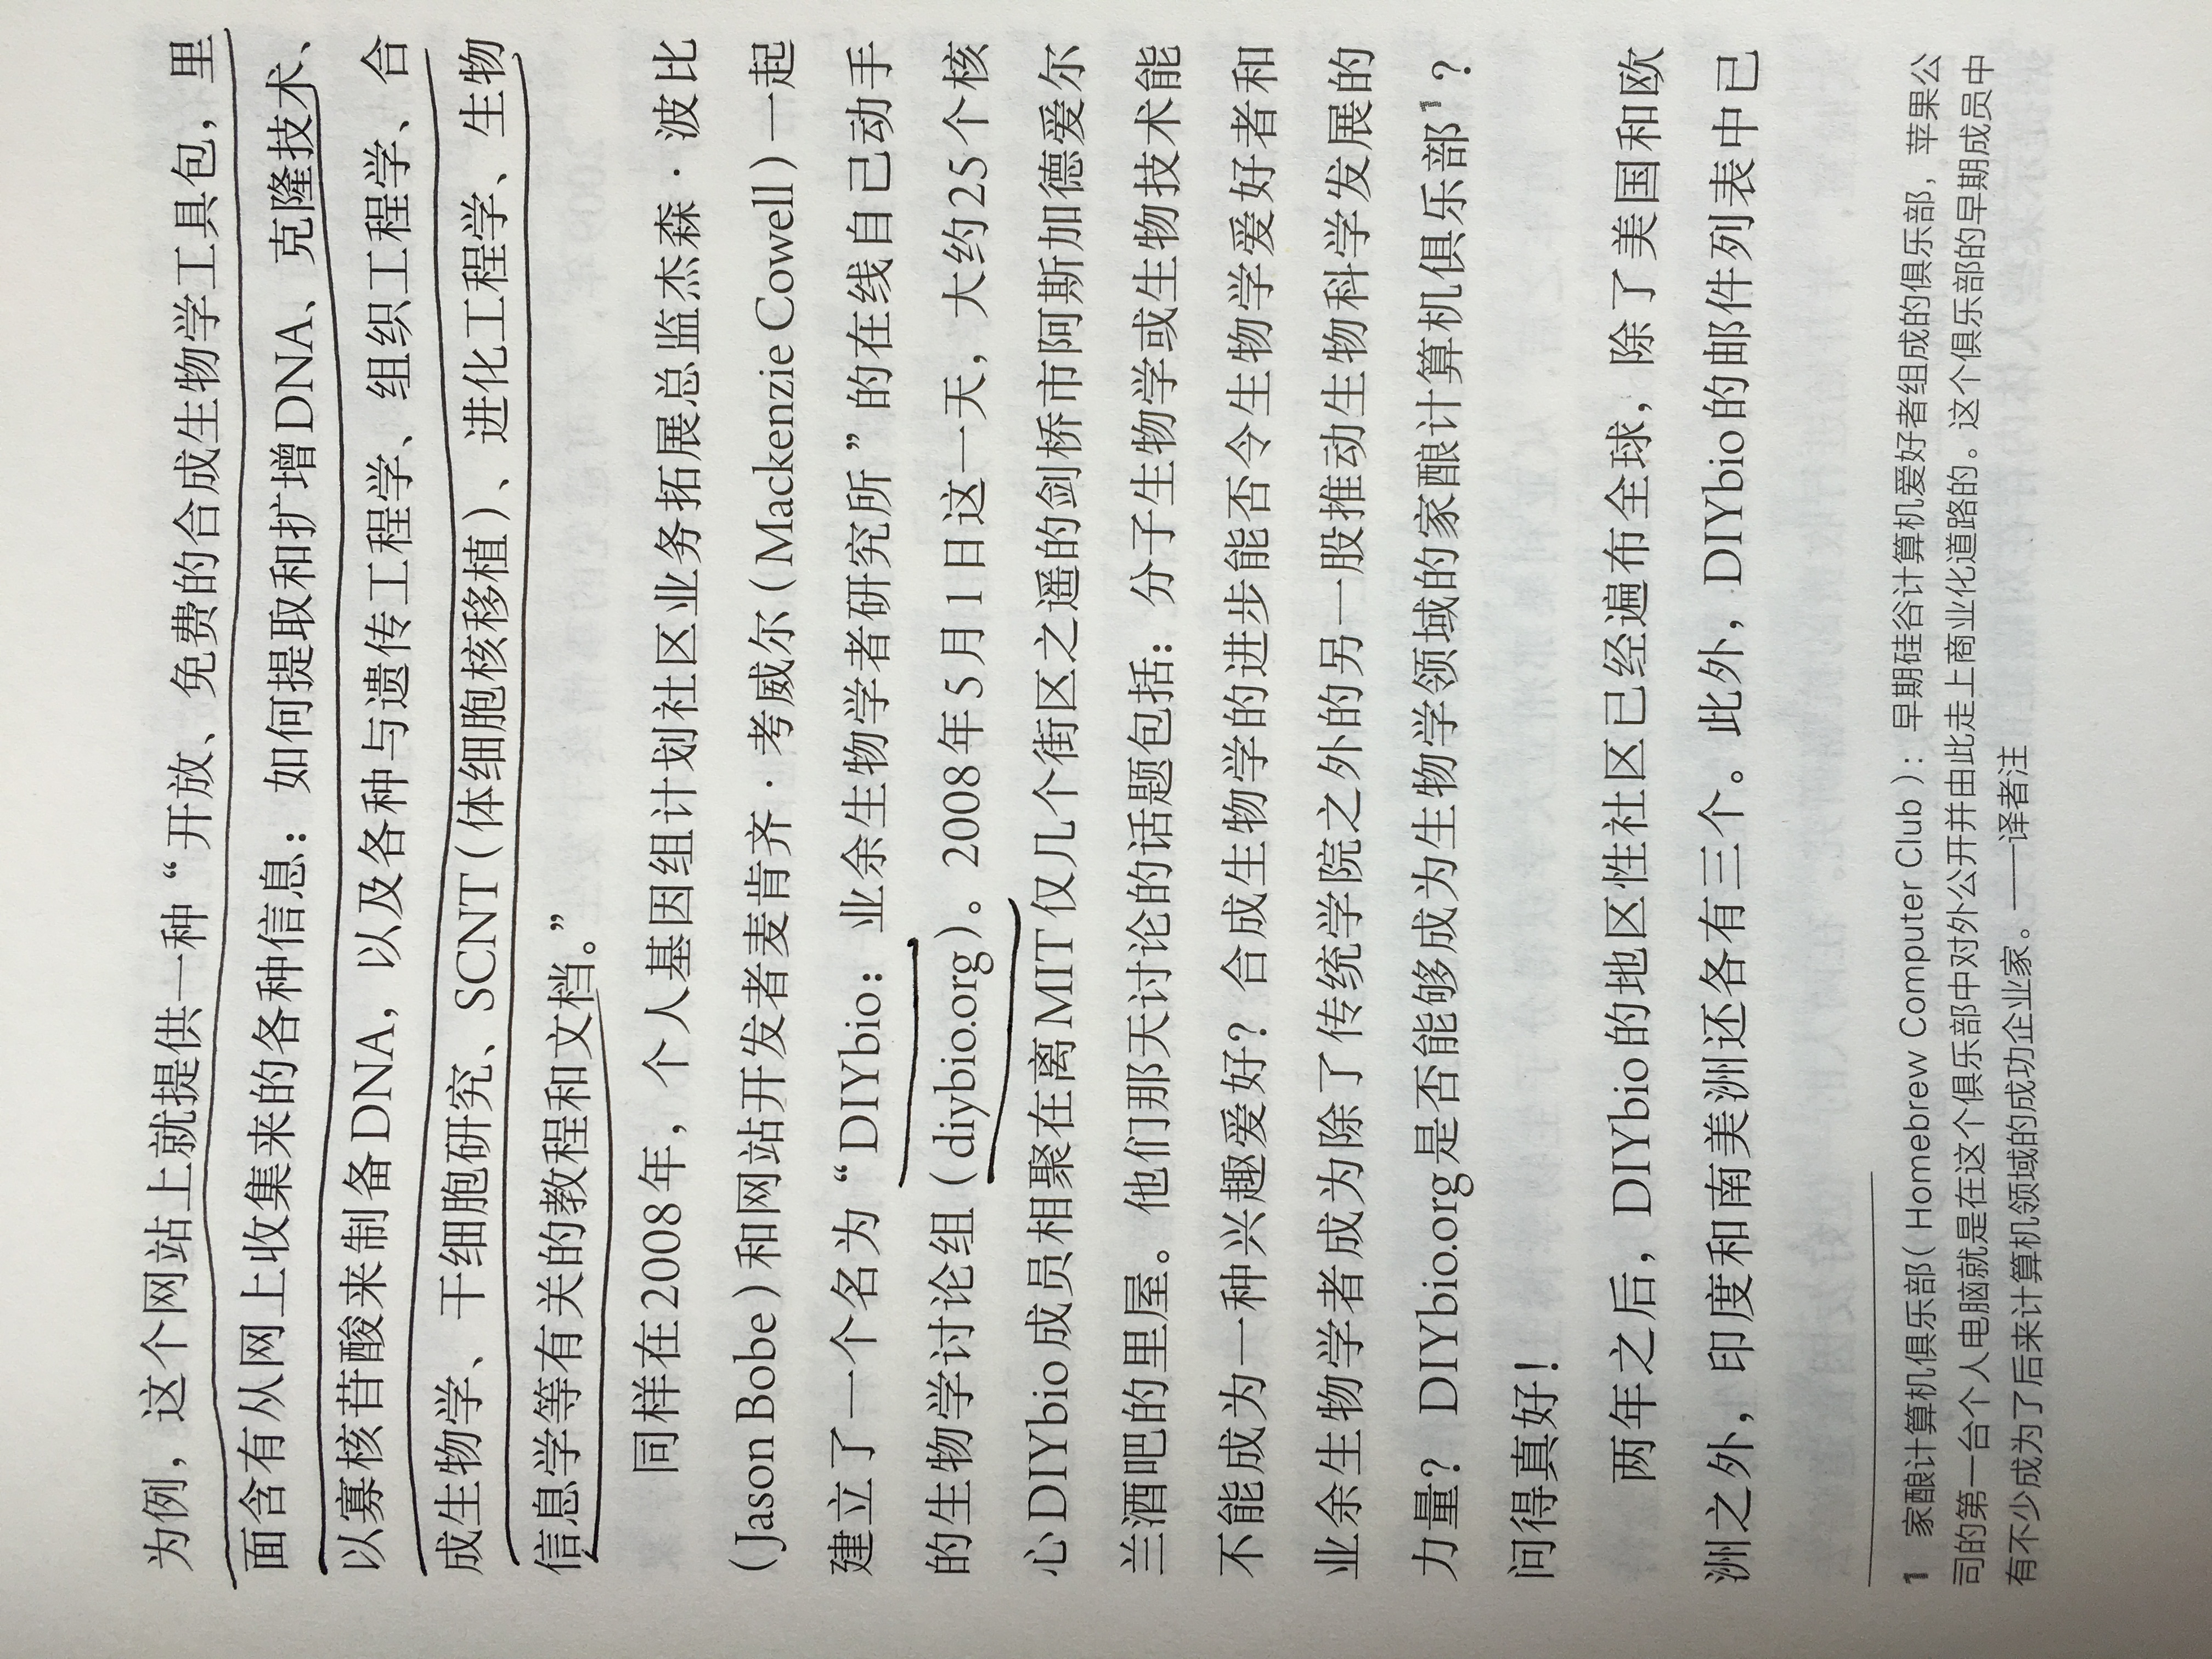 为例，这个网站上就提供一种“开放、免费的合成生物学工具包，里
面含有从网上收集来的各种信息：如何提取和扩增DNA、克隆技术、
以寡核苷酸来制备DNA，以及各种与遗传工程学、组织工程学、合
成生物学、干细胞研究、SCNT（体细胞核移植）、进化工程学、生物
信息学等有关的教程和文档。”
同样在2008年，个人基因组计划社区业务拓展总监杰森·波比
（Jason Bobe）和网站开发者麦肯齐·考威尔（Mackenzie Cowell）一起
建立了一个名为“DIYbio：业余生物学者研究所”的在线自己动手
的生物学讨论组（diybio.org）。2008年5月1日这一天，大约25个核
心DIYbio成员相聚在离MIT仅几个街区之遥的剑桥市阿斯加德爱尔
兰酒吧的里屋。他们那天讨论的话题包括：分子生物学或生物技术能
不能成为一种兴趣爱好？合成生物学的进步能否令生物学爱好者和
业余生物学者成为除了传统学院之外的另一股推动生物科学发展的
力量？DIYbio.org是否能够成为生物学领域的家酿计算机俱乐部1？
问得真好！
两年之后，DIYbio的地区性社区已经遍布全球，除了美国和欧
洲之外，印度和南美洲还各有三个。此外，DIYbio的邮件列表中已
1 家酿计算机俱乐部（Homebrew Computer Club）：早期硅谷计算机爱好者组成的俱乐部，苹果公
司的第一台个人电脑就是在这个俱乐部中对外公开并由此走上商业化道路的。这个俱乐部的早期成员中
有不少成为了后来计算机领域的成功企业家。——译者注